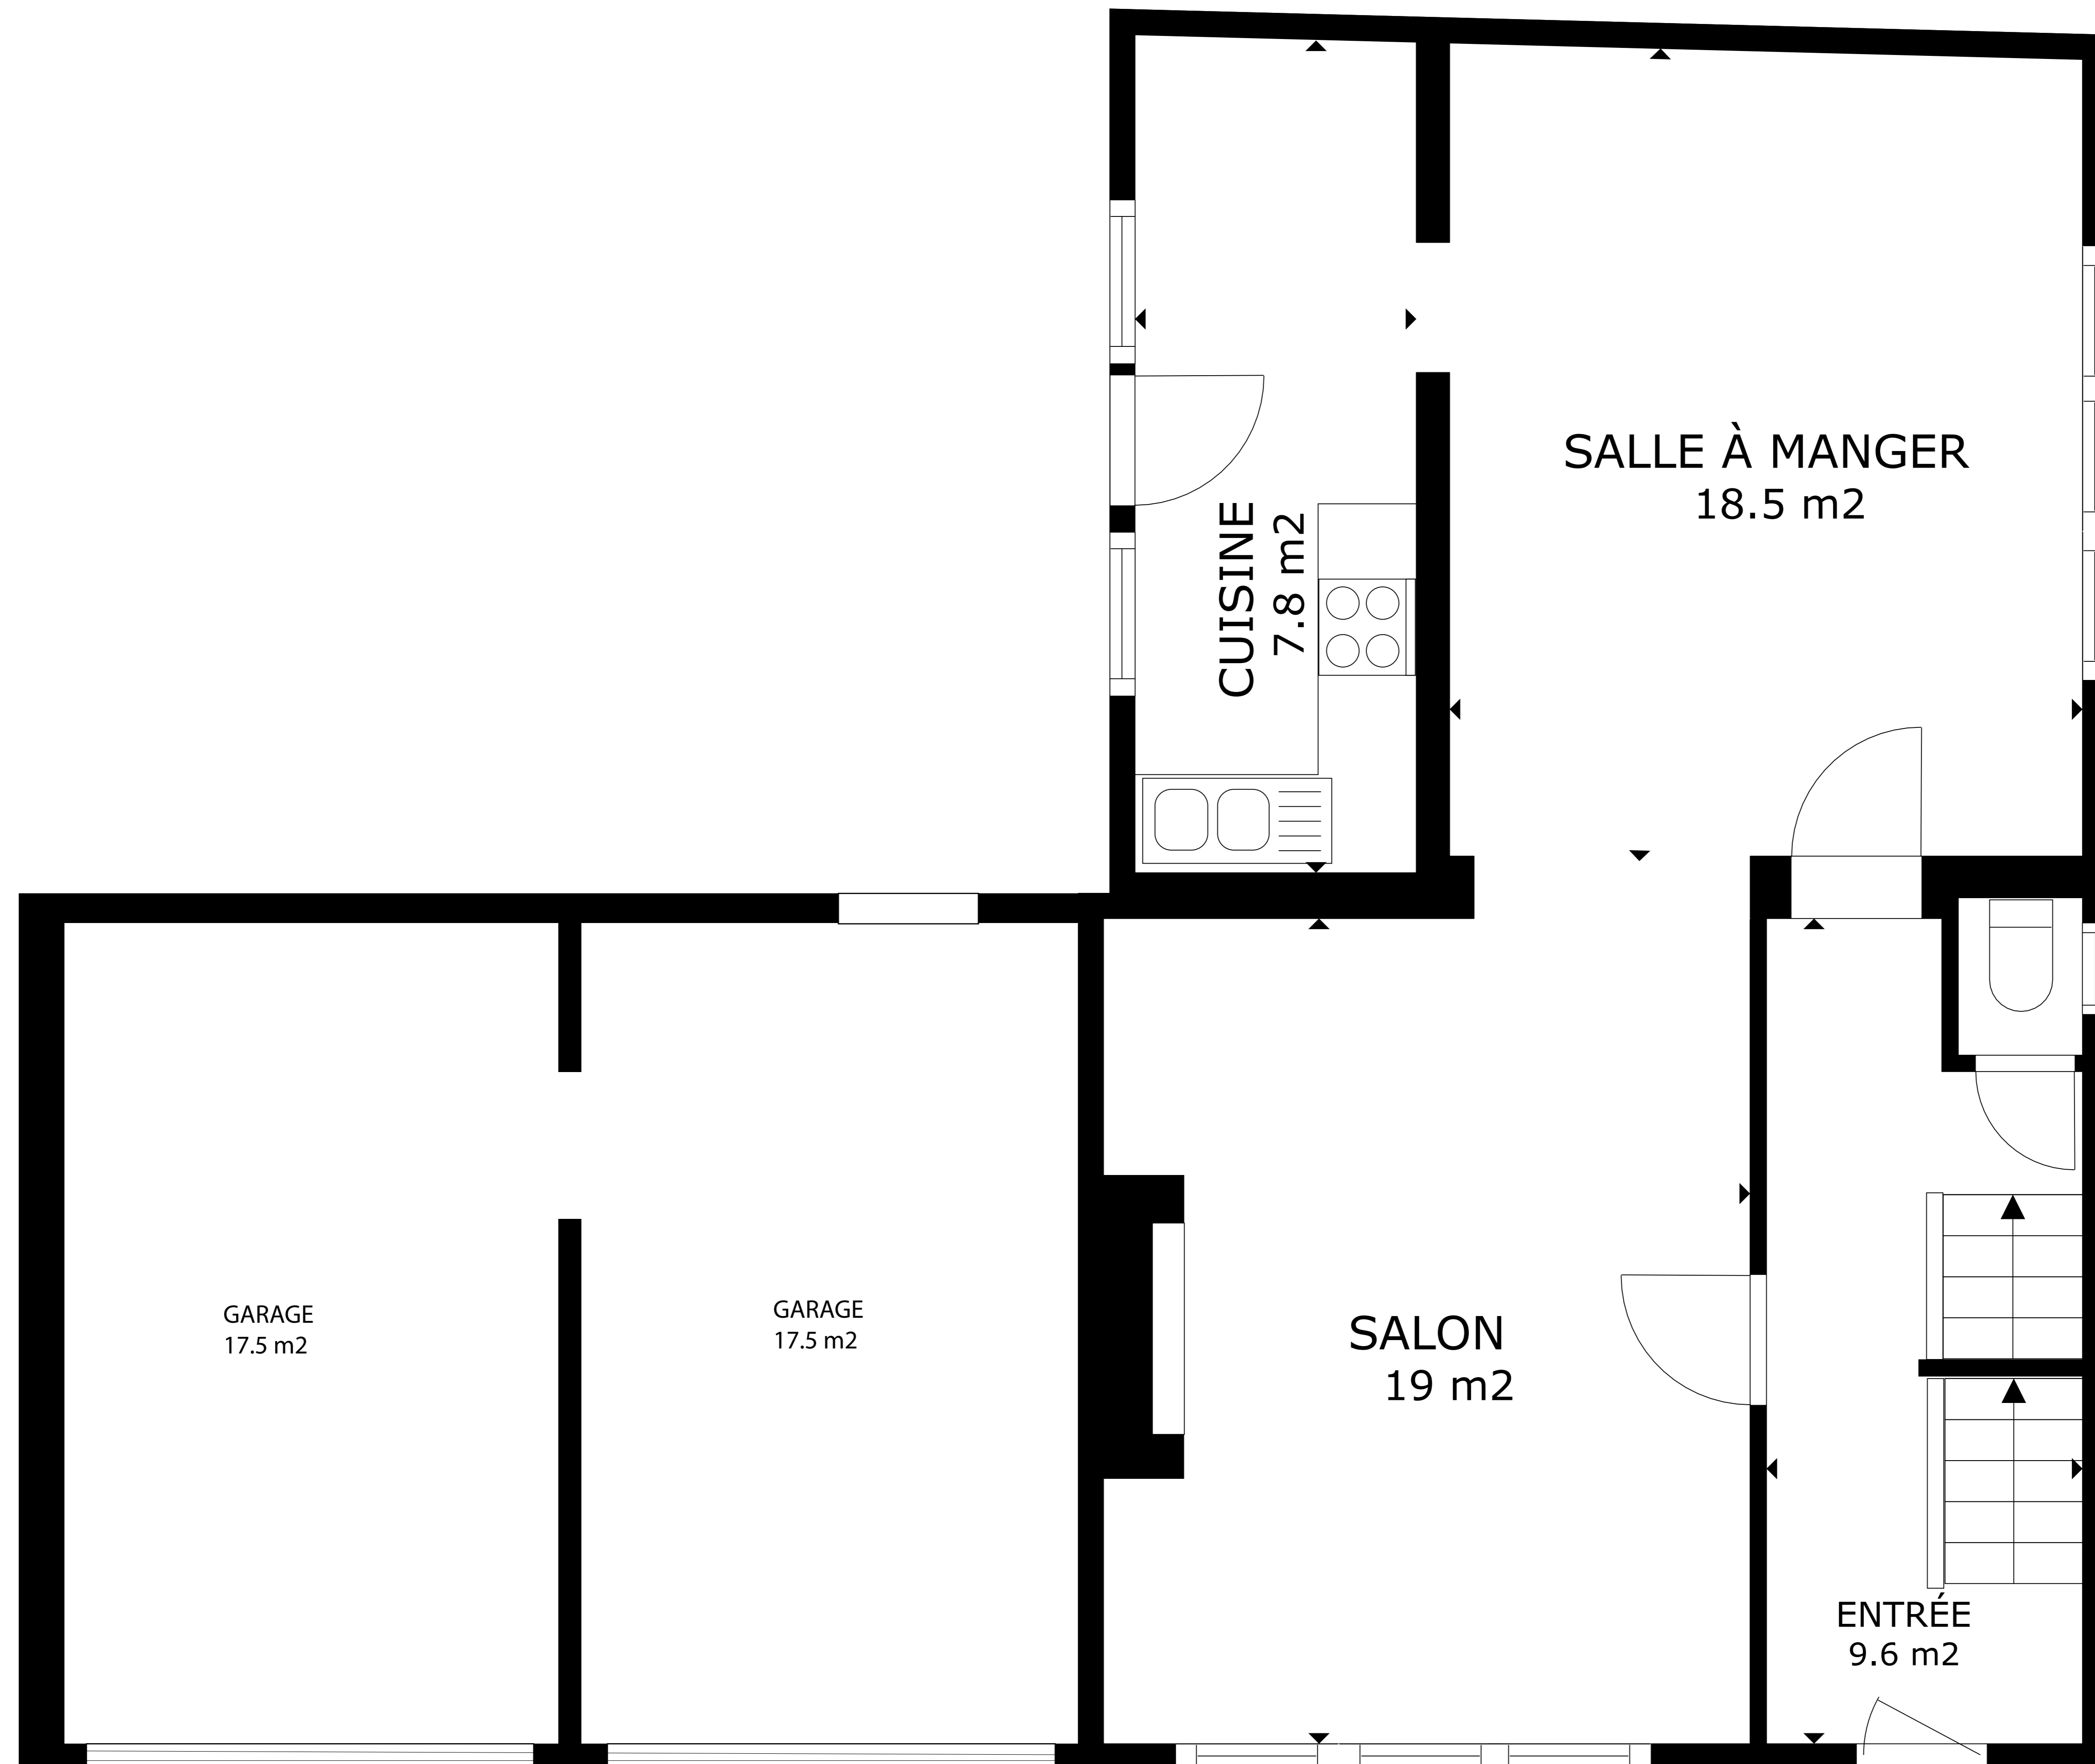 SALLE À MANGER
18.5 m2
CUISINE
7.8 m2
GARAGE
17.5 m2
GARAGE
17.5 m2
SALON
19 m2
ENTRÉE
9.6 m2